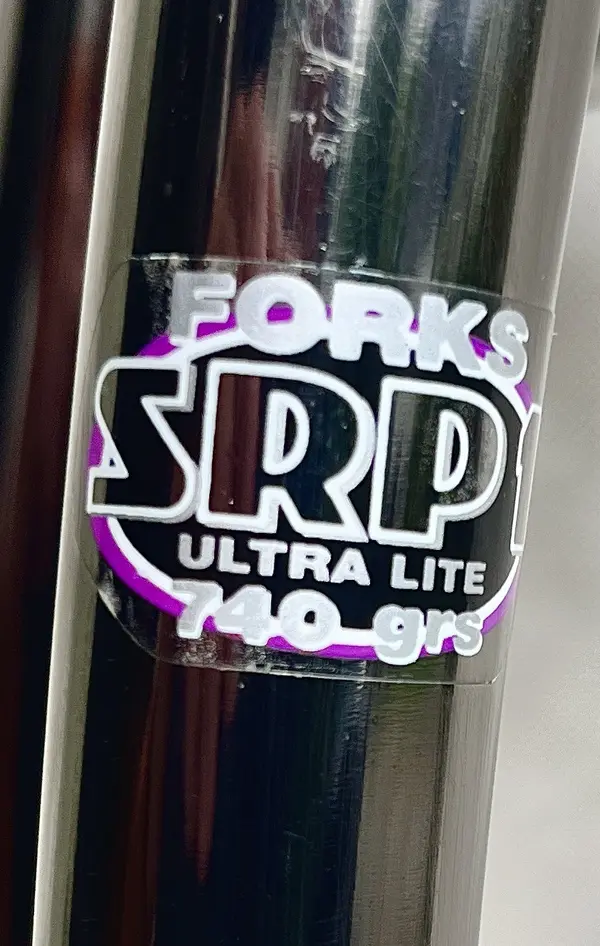 FORKS
SRP
ULTRA LITE
740 grs